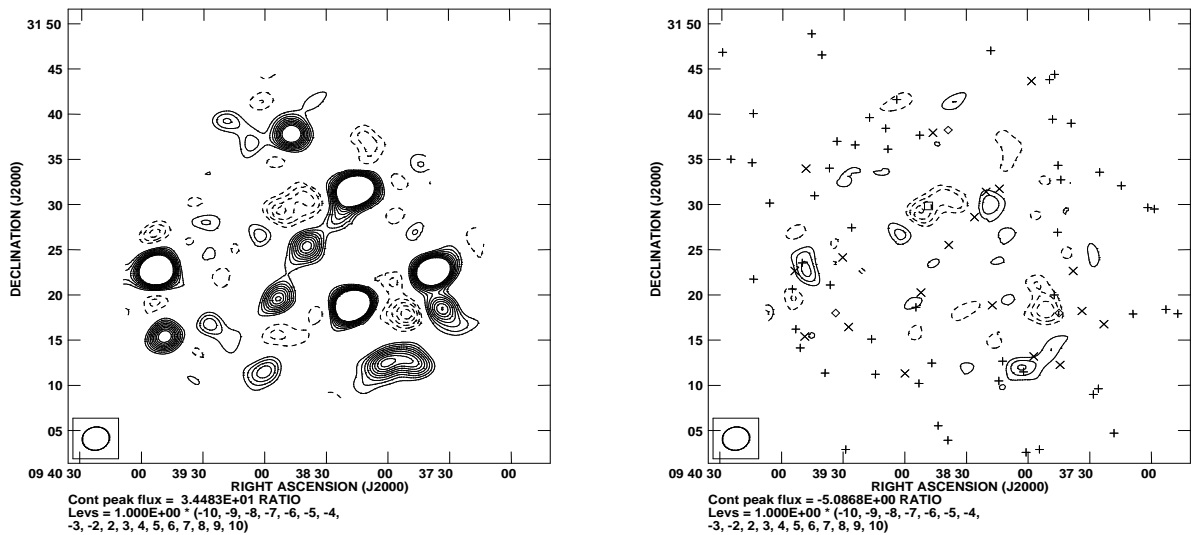 31 50
45
40
35
30
25
20
15
10
05
DECLINATION (J2000)
09 40 30 00 39 30 00 38 30 00 37 30 00
RIGHT ASCENSION (J2000)
Cont peak flux = 3.4483E+01 RATIO
Levs = 1.000E+00 * (-10, -9, -8, -7, -6, -5, -4,
-3, -2, 2, 3, 4, 5, 6, 7, 8, 9, 10)
31 50
45
40
35
30
25
20
15
10
05
DECLINATION (J2000)
09 40 30 00 39 30 00 38 30 00 37 30 00
RIGHT ASCENSION (J2000)
Cont peak flux = -5.0868E+00 RATIO
Levs = 1.000E+00 * (-10, -9, -8, -7, -6, -5, -4,
-3, -2, 2, 3, 4, 5, 6, 7, 8, 9, 10)